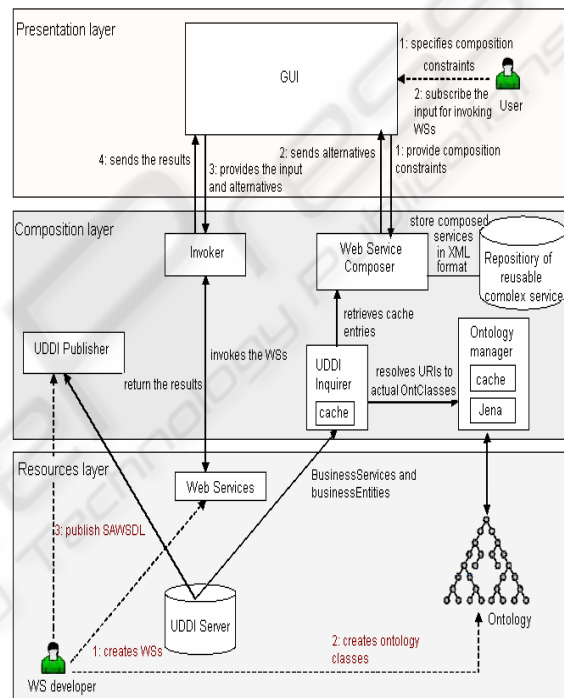 Presentation layer
GUI
1: specifies composition
constraints
2: subscribe the
input for invoking
WSs
User
4: sends the results
3: provides the input
and alternatives
2: sends alternatives
1: provide composition
constraints
Composition layer
Invoker
Web Service
Composer
store composed
services
in XML
format
Repositiory of
reusable
complex service
UDDI Publisher
return the results
invokes the WSs
retrieves cache
entries
UDDI
Inquirer
cache
resolves URIs to
actual OntClasses
Ontology
manager
cache
Jena
Resources layer
Web Services
BusinessServices and
businessEntities
3: publish SAWSDL
UDDI Server
Ontology
1: creates WSs
2: creates ontology
classes
WS developer